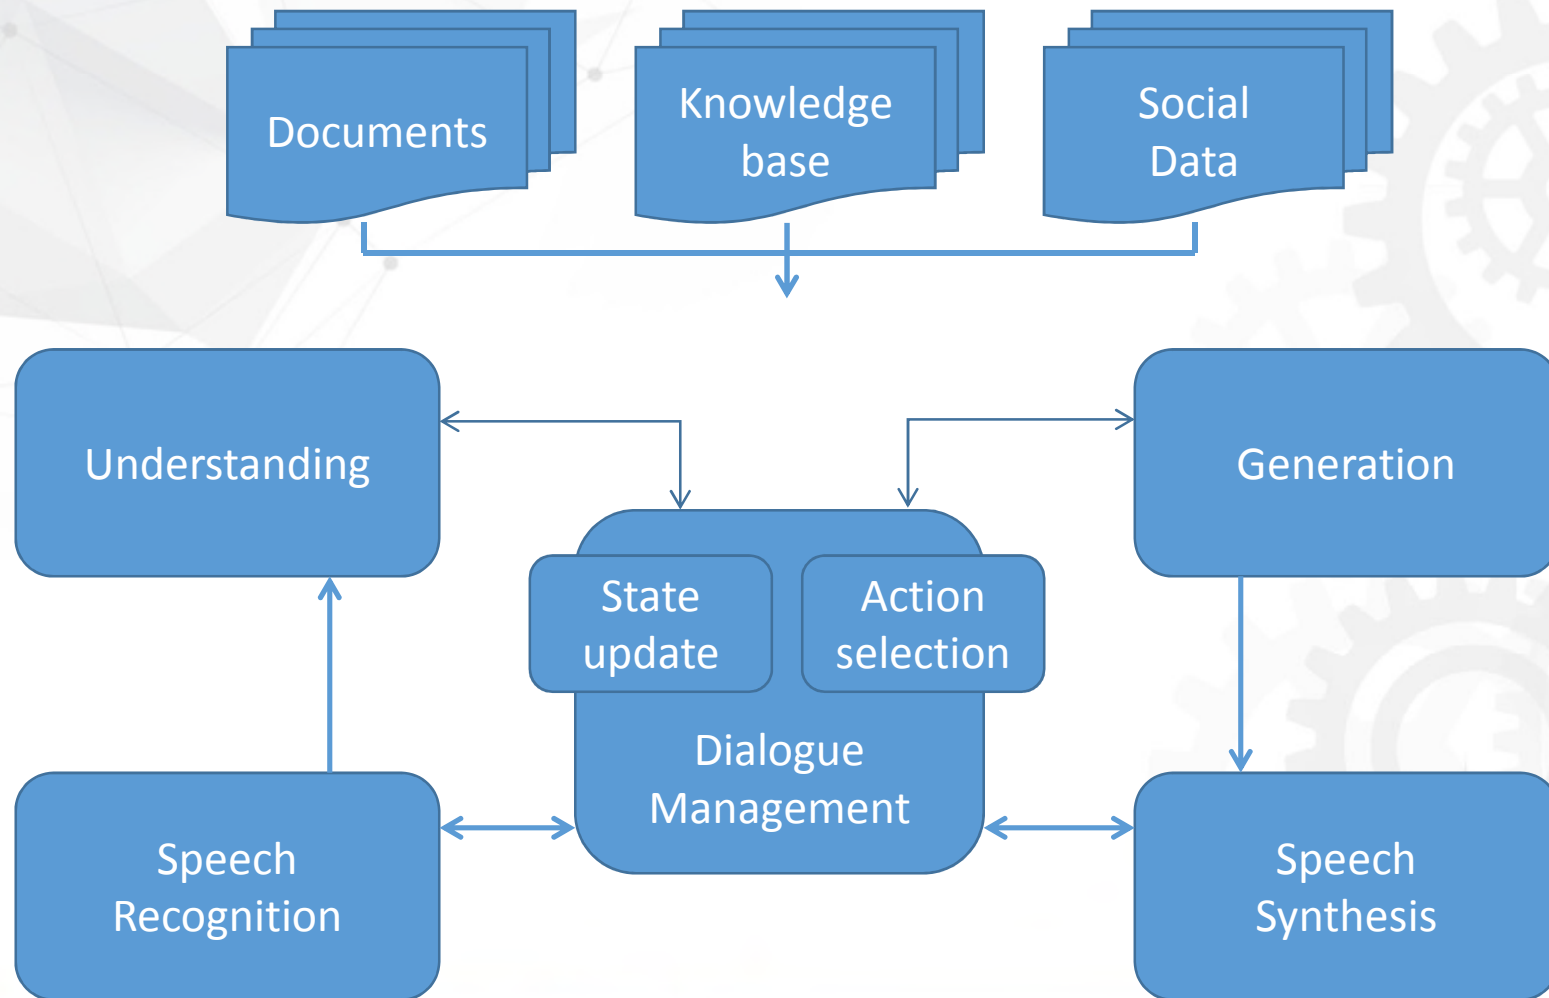 Documents
Knowledge
base
Social
Data
Understanding
Generation
State
update
Action
selection
Dialogue
Management
Speech
Recognition
Speech
Synthesis